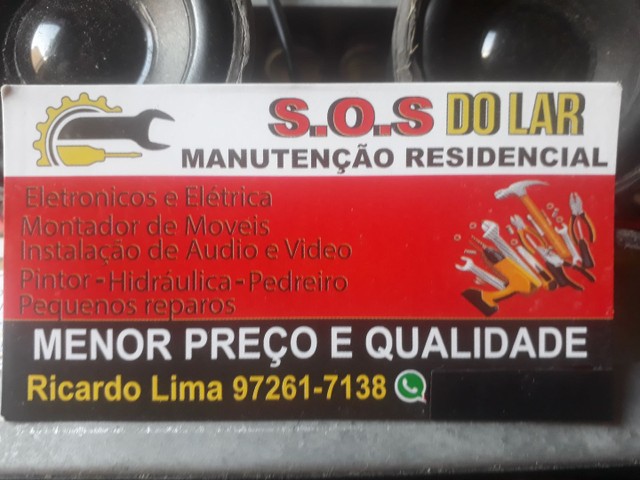 S.O.S DO LAR
MANUTENÇÃO RESIDENCIAL
Eletronicos e Elétrica
Montador de Moveis
Instalação de Audio e Video
Pintor - Hidráulica - Pedreiro
Pequenos reparos
MENOR PREÇO E QUALIDADE
Ricardo Lima 97261-7138